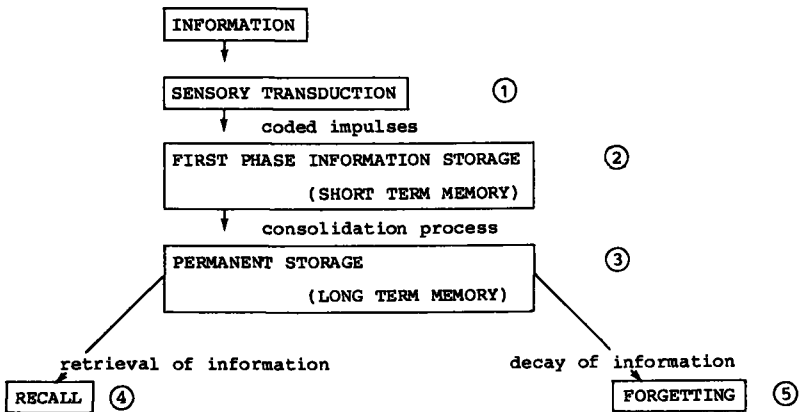 INFORMATION
SENSORY TRANSDUCTION ①
coded impulses
FIRST PHASE INFORMATION STORAGE ②
(SHORT TERM MEMORY)
consolidation process
PERMANENT STORAGE ③
(LONG TERM MEMORY)
retrieval of information decay of information
RECALL ④ FORGETTING ⑤